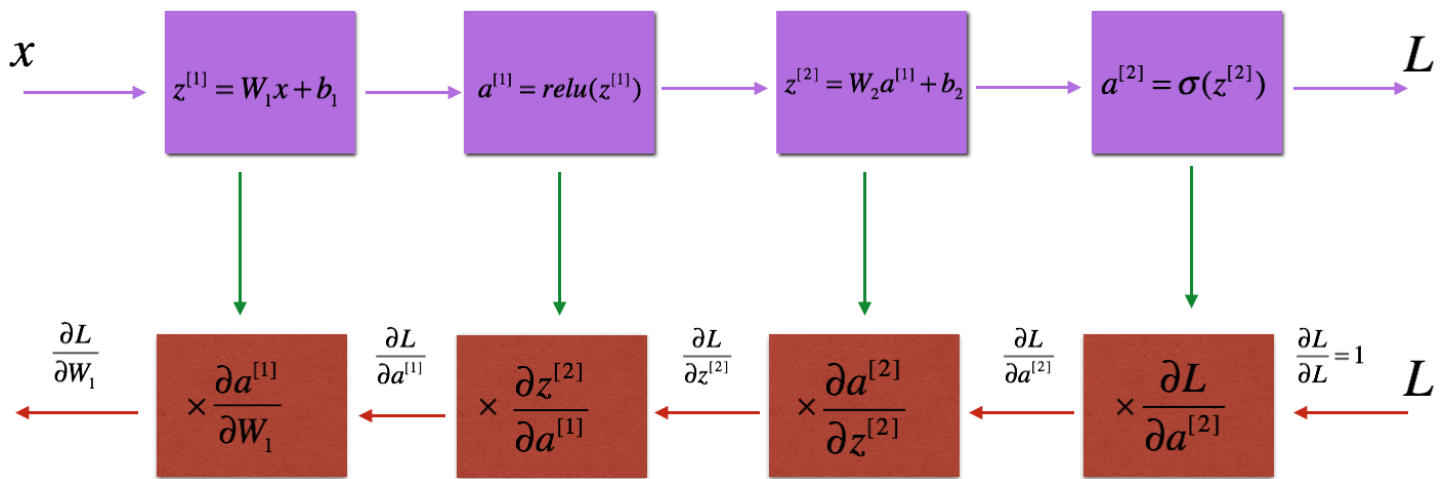 x
z^{[1]} = W_1 x + b_1
a^{[1]} = relu(z^{[1]})
z^{[2]} = W_2 a^{[1]} + b_2
a^{[2]} = σ(z^{[2]})
L
∂L/∂W_1
× ∂a^{[1]}/∂W_1
∂L/∂a^{[1]}
× ∂z^{[2]}/∂a^{[1]}
∂L/∂z^{[2]}
× ∂a^{[2]}/∂z^{[2]}
∂L/∂a^{[2]}
× ∂L/∂a^{[2]}
∂L/∂L = 1
L